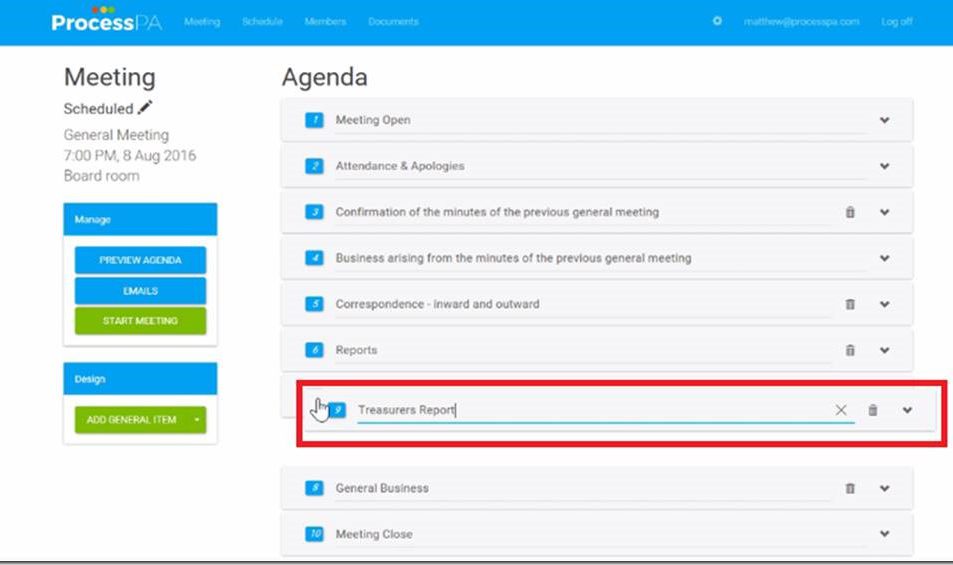 ProcessPA Meeting Schedule Members Documents matthew@processpa.com Log off
Meeting
Scheduled
General Meeting
7:00 PM, 8 Aug 2016
Board room
Manage
PREVIEW AGENDA
EMAILS
START MEETING
Design
ADD GENERAL ITEM
Agenda
1 Meeting Open
2 Attendance & Apologies
3 Confirmation of the minutes of the previous general meeting
4 Business arising from the minutes of the previous general meeting
5 Correspondence - inward and outward
6 Reports
9 Treasurers Report
8 General Business
10 Meeting Close